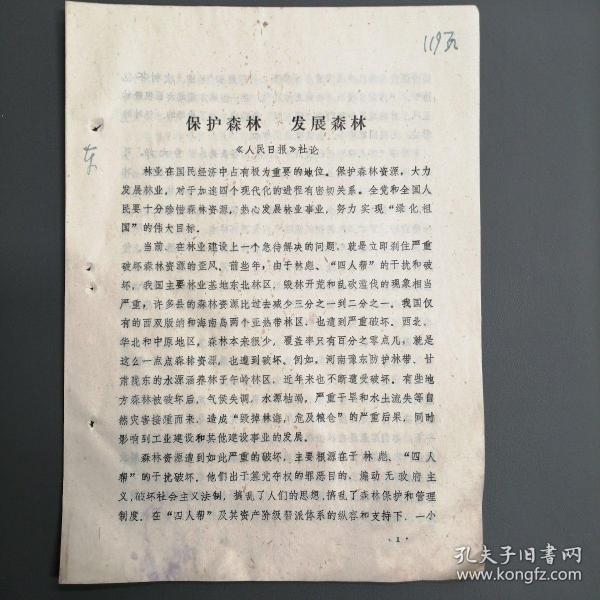 保护森林 发展森林
《人民日报》社论
林业在国民经济中占有极为重要的地位。保护森林资源，大力
发展林业，对于加速四个现代化的进程有密切关系。全党和全国人
民要十分珍惜森林资源，热心发展林业事业，努力实现“绿化祖
国”的伟大目标。
当前、在林业建设上一个急待解决的问题，就是立即刹住严重
破坏森林资源的歪风。前些年，由于林彪、“四人帮”的干扰和破
坏，我国主要林业基地东北林区，毁林开荒和乱砍滥伐的现象相当
严重，许多县的森林资源比过去减少三分之一到二分之一。我国仅
有的西双版纳和海南岛两个亚热带林区、也遭到严重破坏。西北、
华北和中原地区，森林本来很少，覆盖率只有百分之零点几，就是
这么一点点森林资源，也遭到破坏。例如，河南豫东防护林带、甘
肃陇东的水源涵养林子午岭林区，近年来也不断遭受破坏。有些地
方森林被破坏后，气侯失调，水源枯竭，严重干旱和水土流失等自
然灾害接踵而来，造成“毁掉林海，危及粮仓”的严重后果，同时
影响到工业建设和其他建设事业的发展。
森林资源遭到如此严重的破坏，主要根源在于林彪、“四人
帮”的干扰破坏，他们出于篡党夺权的罪恶目的，煽动无政府主
义，破坏社会主义法制，搞乱了人们的思想，搞乱了森林保护和管理
制度。在“四人帮”及其资产阶级帮派体系的纵容和支持下，一小
·1·
孔夫子旧书网
www.kongfz.com